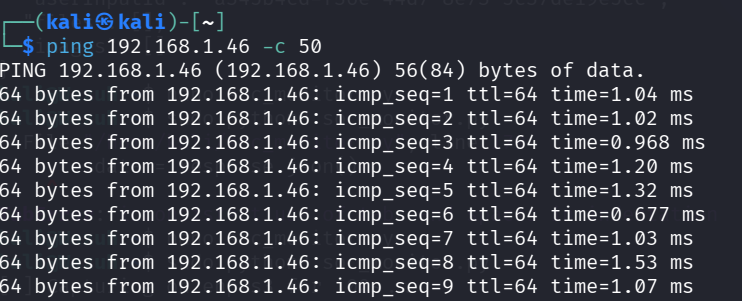 ┌──(kali㉿kali)-[~]
└─$ ping 192.168.1.46 -c 50
PING 192.168.1.46 (192.168.1.46) 56(84) bytes of data.
64 bytes from 192.168.1.46: icmp_seq=1 ttl=64 time=1.04 ms
64 bytes from 192.168.1.46: icmp_seq=2 ttl=64 time=1.02 ms
64 bytes from 192.168.1.46: icmp_seq=3 ttl=64 time=0.968 ms
64 bytes from 192.168.1.46: icmp_seq=4 ttl=64 time=1.20 ms
64 bytes from 192.168.1.46: icmp_seq=5 ttl=64 time=1.32 ms
64 bytes from 192.168.1.46: icmp_seq=6 ttl=64 time=0.677 ms
64 bytes from 192.168.1.46: icmp_seq=7 ttl=64 time=1.03 ms
64 bytes from 192.168.1.46: icmp_seq=8 ttl=64 time=1.53 ms
64 bytes from 192.168.1.46: icmp_seq=9 ttl=64 time=1.07 ms